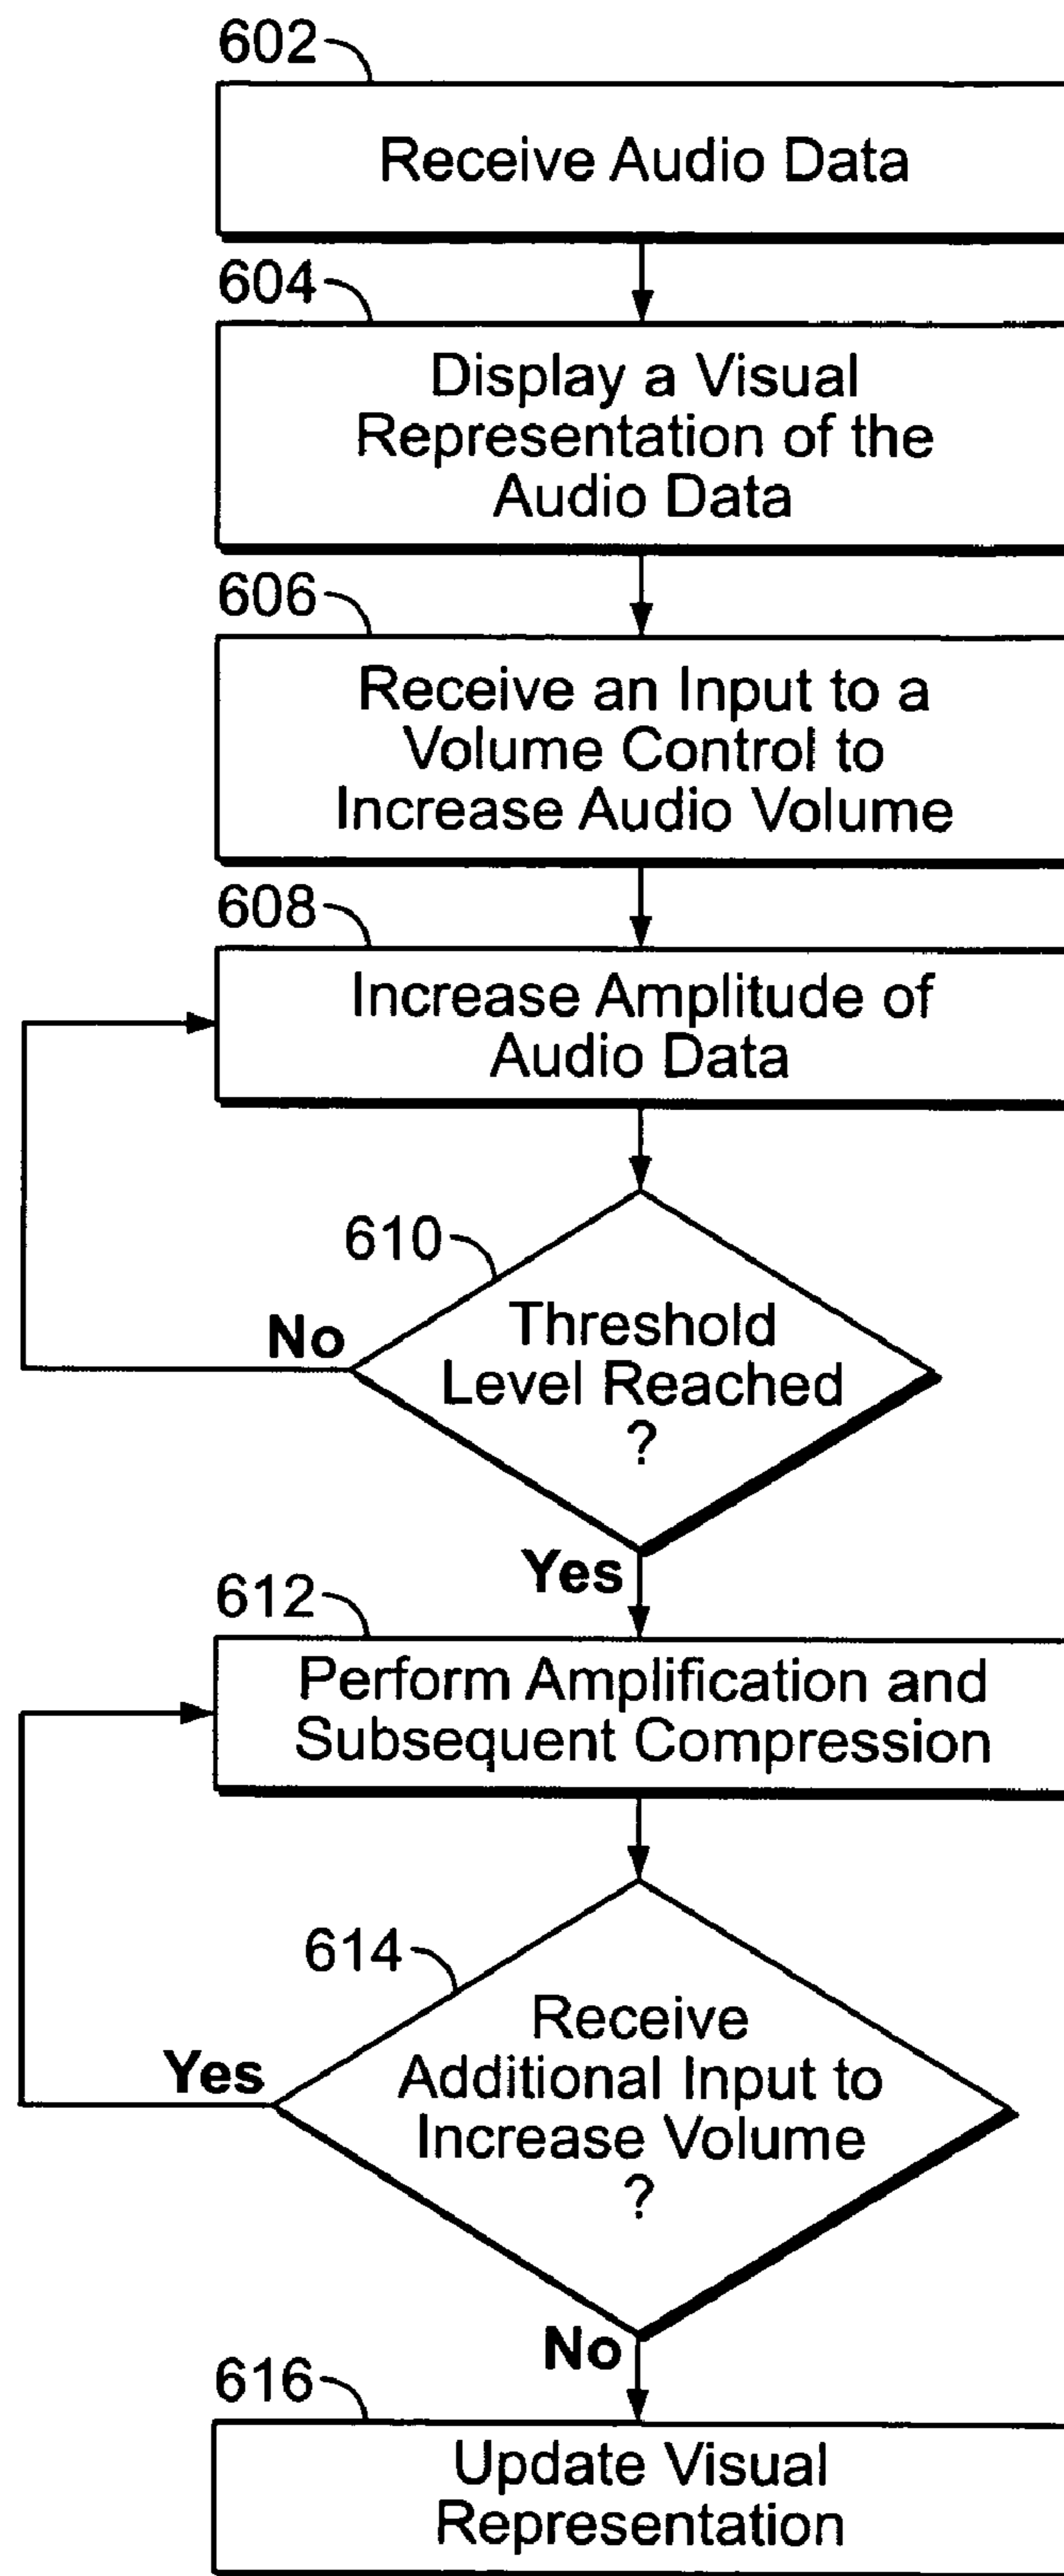 602
Receive Audio Data
604
Display a Visual
Representation of the
Audio Data
606
Receive an Input to a
Volume Control to
Increase Audio Volume
608
Increase Amplitude of
Audio Data
610
Threshold
Level Reached
?
No
Yes
612
Perform Amplification and
Subsequent Compression
614
Receive
Additional Input to
Increase Volume
?
Yes
No
616
Update Visual
Representation